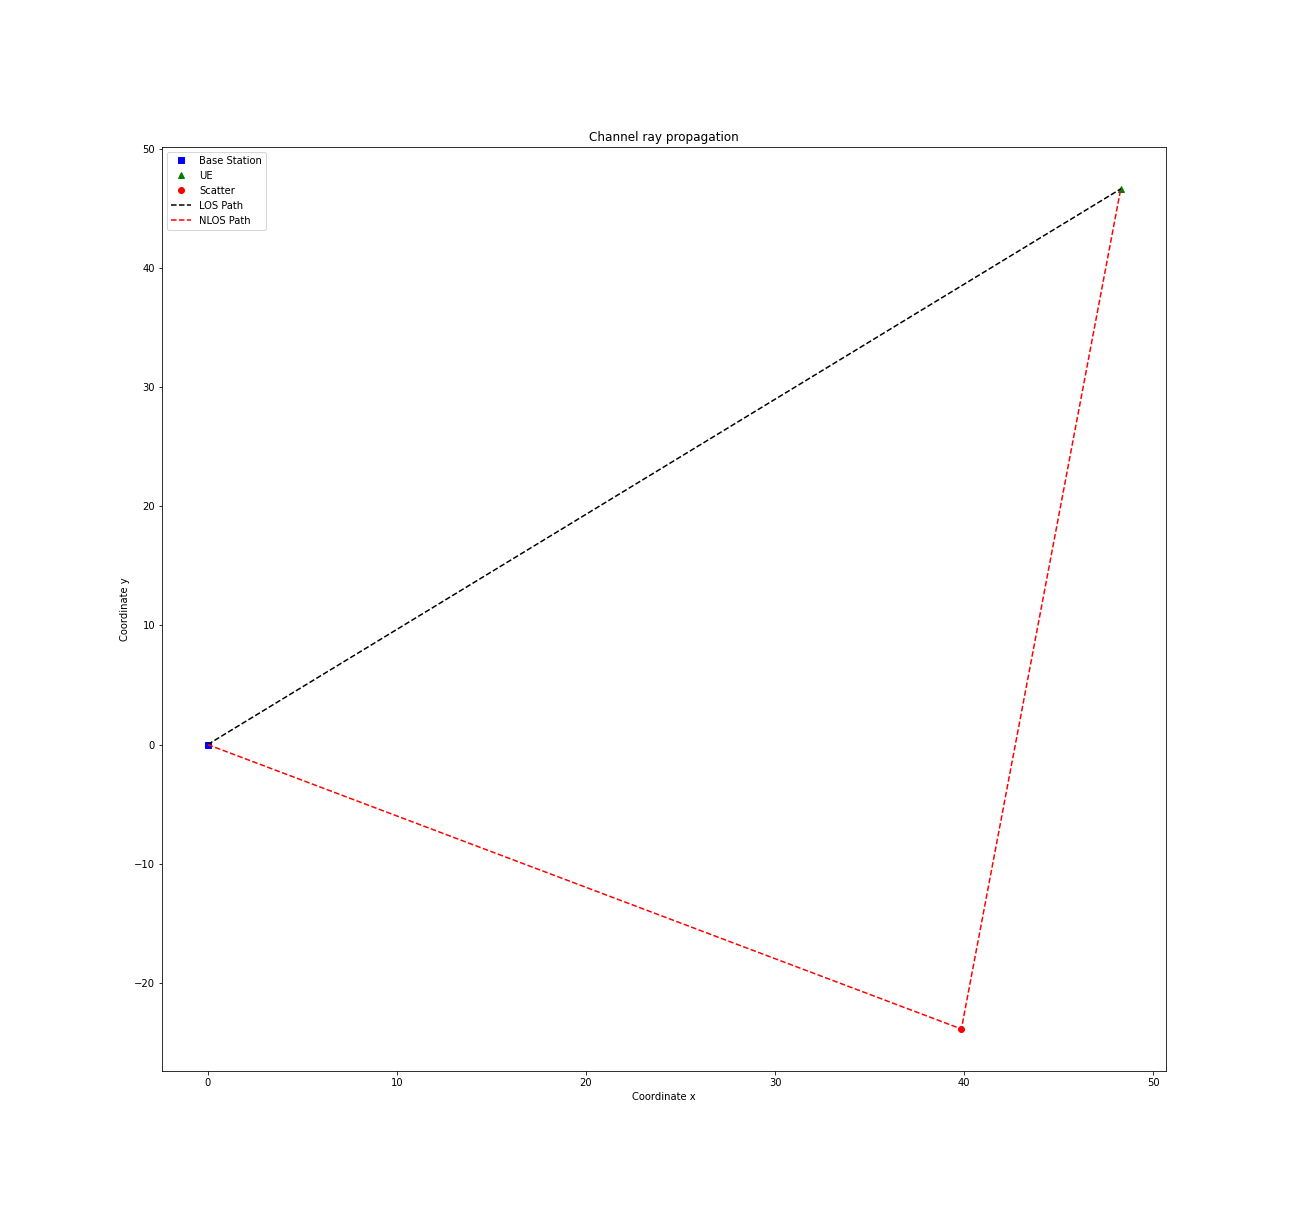 Channel ray propagation
Base Station
UE
Scatter
LOS Path
NLOS Path
50
40
30
20
10
0
−10
−20
Coordinate y
0 10 20 30 40 50
Coordinate x